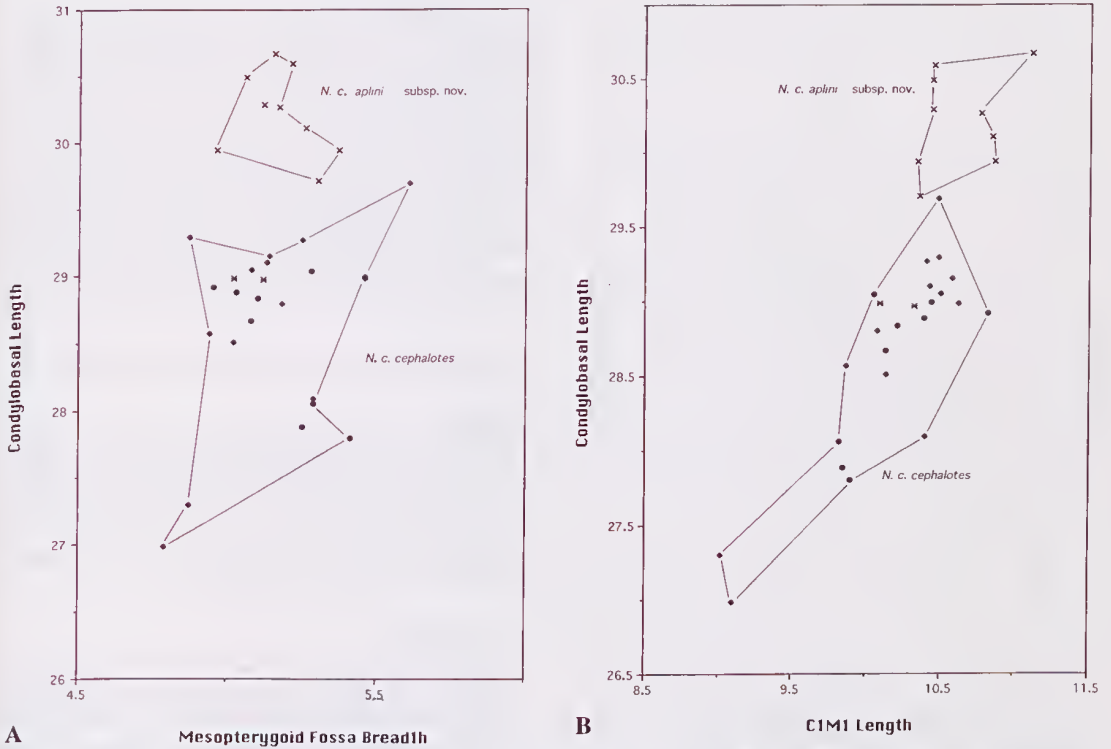 31
30
29
28
27
26
4.5
5.5
Condylobasal Length
Mesopterygoid Fossa Breadth
N. c. aplini subsp. nov.
N. c. cephalotes
A
30.5
29.5
28.5
27.5
26.5
8.5
9.5
10.5
11.5
Condylobasal Length
C1M1 Length
N. c. aplini subsp. nov.
N. c. cephalotes
B